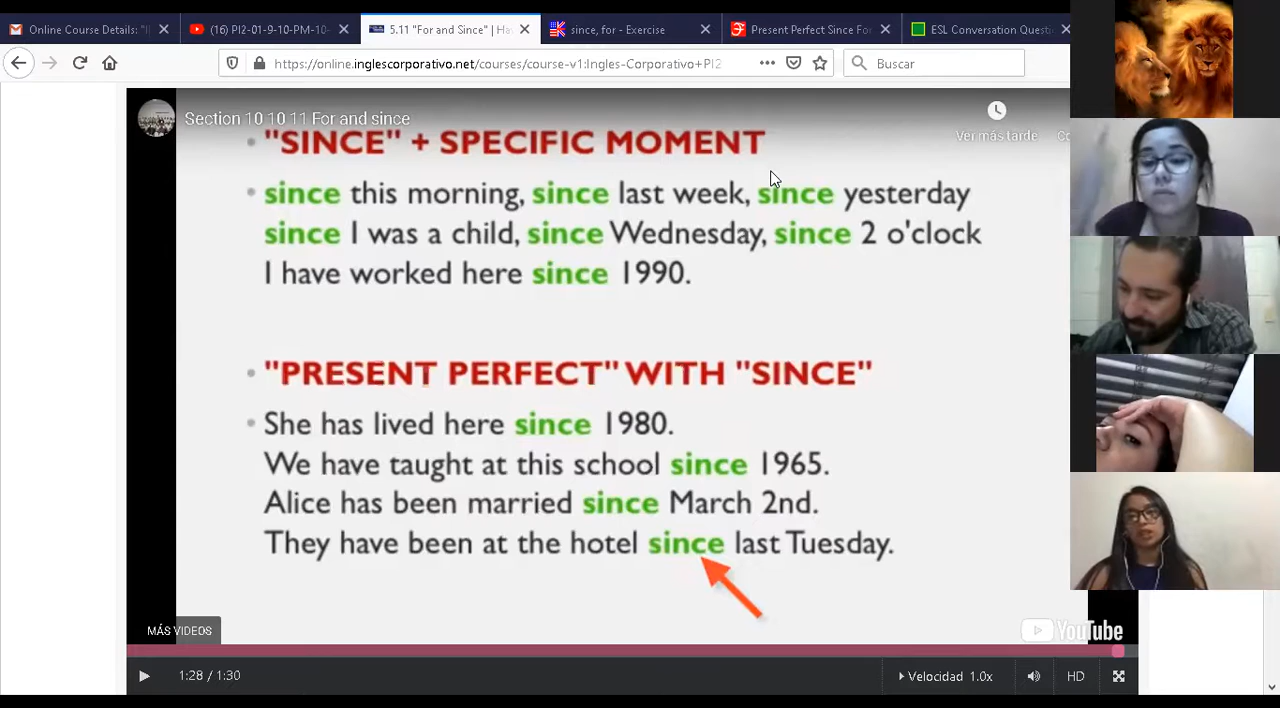 Online Course Details: "I
(16) PI2-01-9-10-PM-10-
5.11 "For and Since" | Ha
since, for - Exercise
Present Perfect Since Fo
ESL Conversation Questi
https://online.inglescorporativo.net/courses/course-v1:Ingles-Corporativo+PI2
Buscar
Section 10 10 11 For and since
Ver más tarde
Co
"SINCE" + SPECIFIC MOMENT
since this morning, since last week, since yesterday
since I was a child, since Wednesday, since 2 o'clock
I have worked here since 1990.
"PRESENT PERFECT" WITH "SINCE"
She has lived here since 1980.
We have taught at this school since 1965.
Alice has been married since March 2nd.
They have been at the hotel since last Tuesday.
MÁS VIDEOS
YouTube
1:28 / 1:30
Velocidad 1.0x
HD